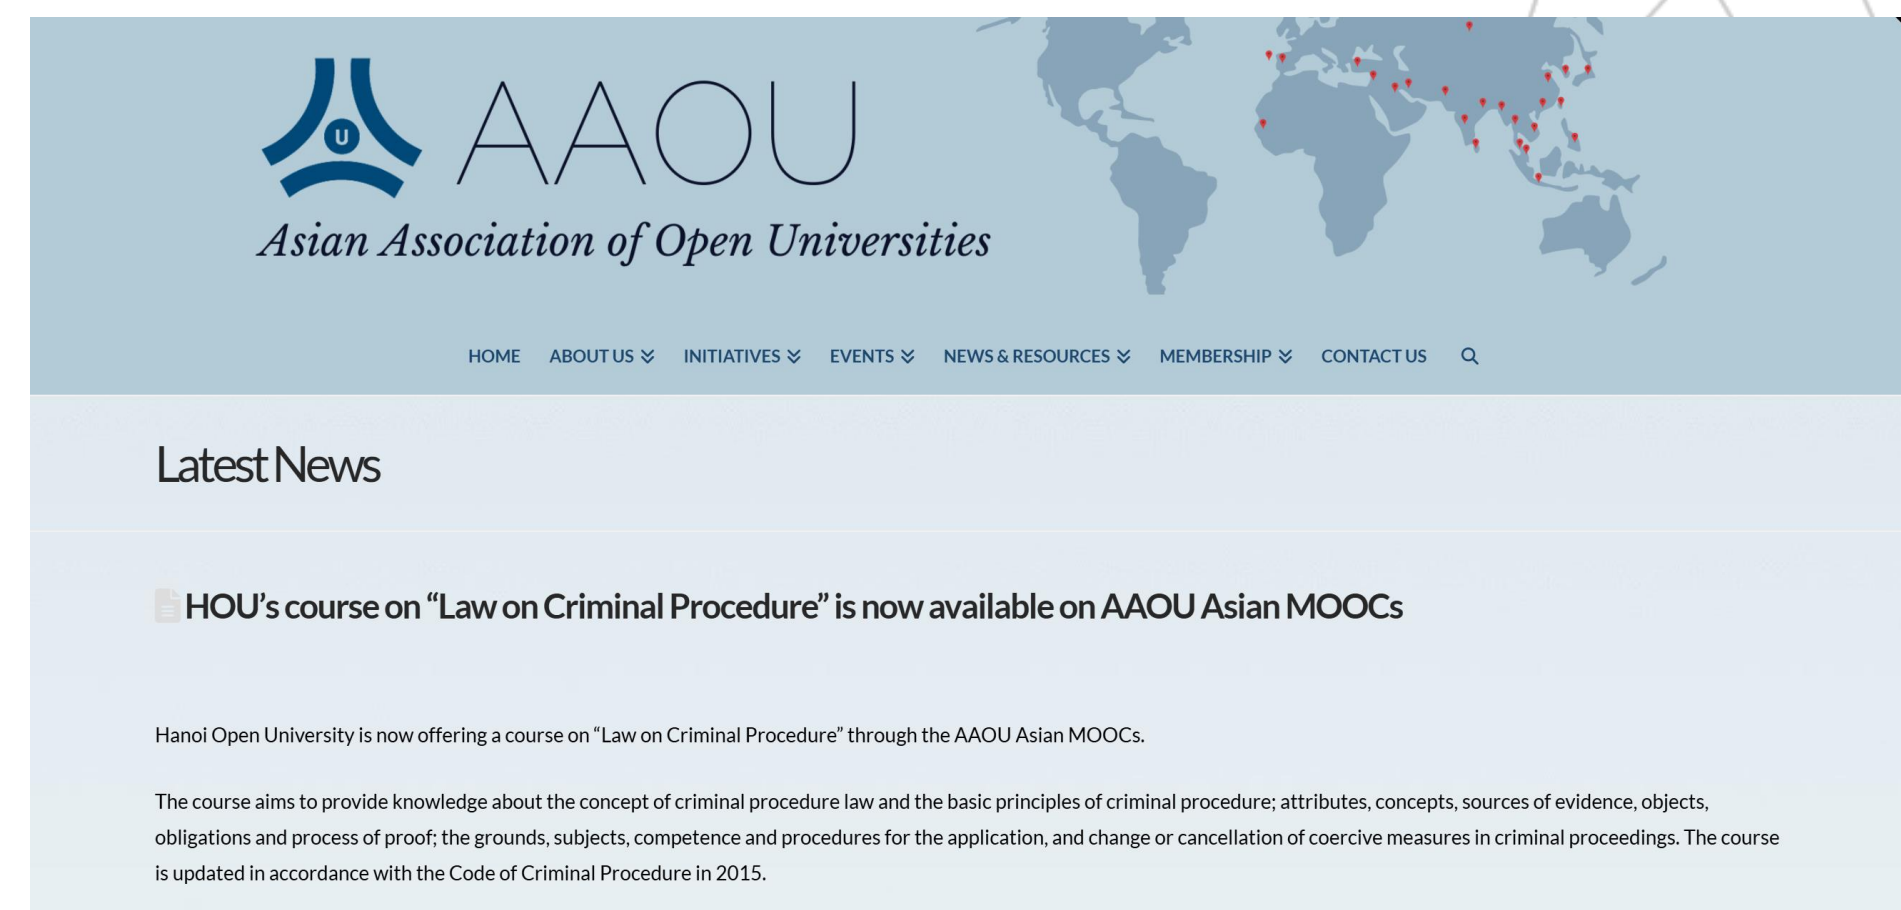 U
AAOU
Asian Association of Open Universities
HOME ABOUT US INITIATIVES EVENTS NEWS & RESOURCES MEMBERSHIP CONTACT US
Latest News
HOU’s course on “Law on Criminal Procedure” is now available on AAOU Asian MOOCs
Hanoi Open University is now offering a course on “Law on Criminal Procedure” through the AAOU Asian MOOCs.
The course aims to provide knowledge about the concept of criminal procedure law and the basic principles of criminal procedure; attributes, concepts, sources of evidence, objects,
obligations and process of proof; the grounds, subjects, competence and procedures for the application, and change or cancellation of coercive measures in criminal proceedings. The course
is updated in accordance with the Code of Criminal Procedure in 2015.